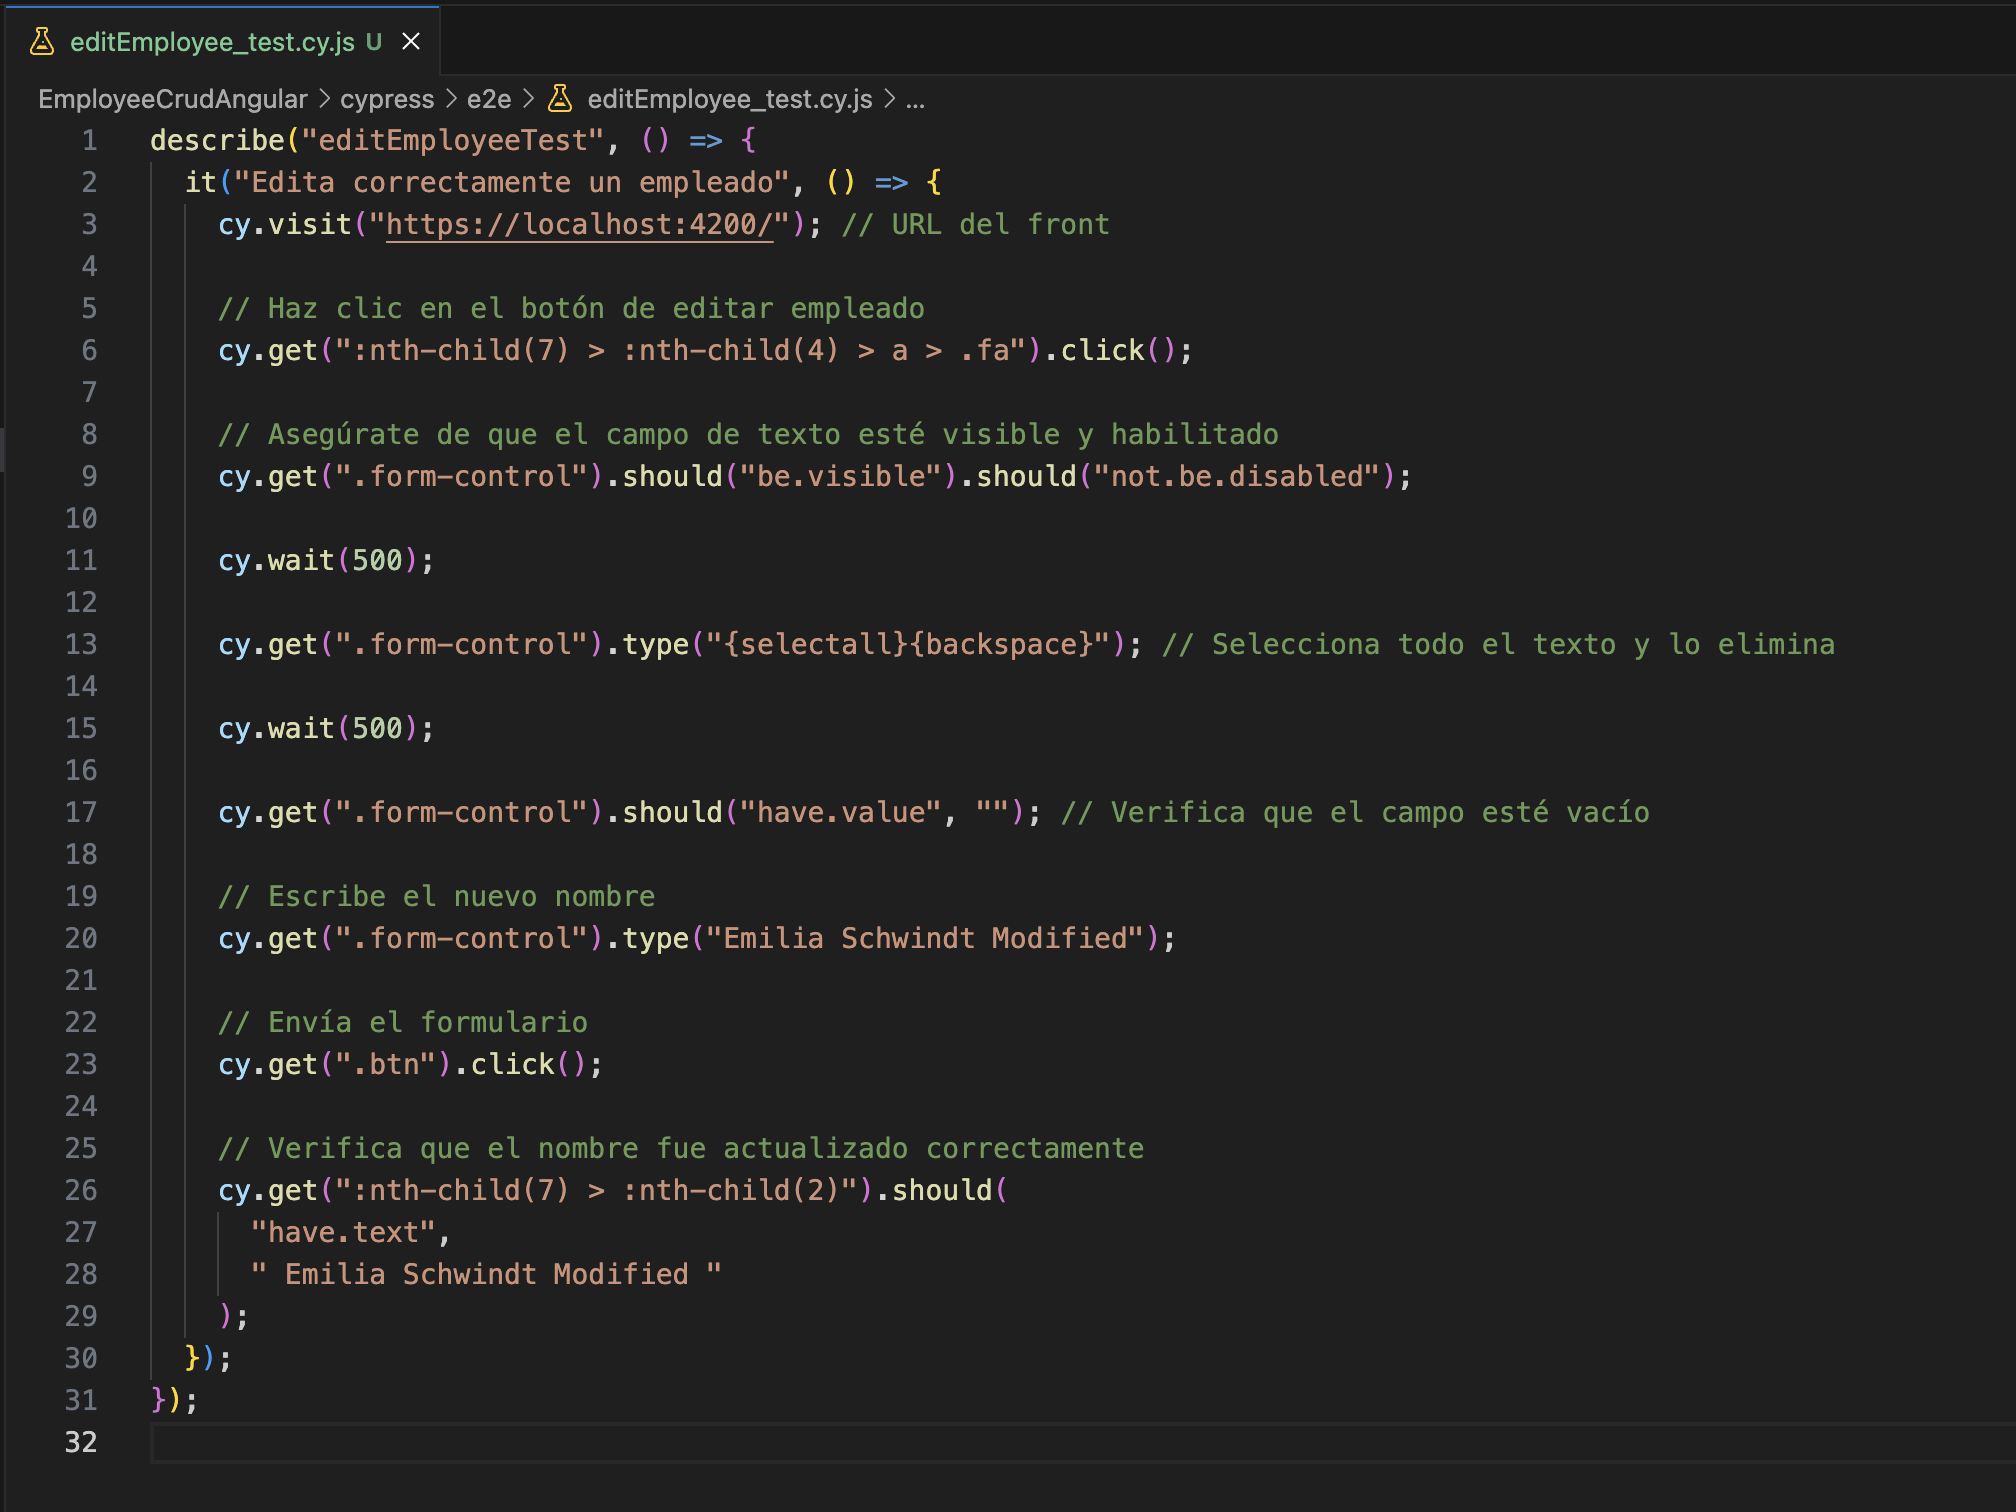 editEmployee_test.cy.js U
EmployeeCrudAngular > cypress > e2e > editEmployee_test.cy.js > ...
1 describe("editEmployeeTest", () => {
2 it("Edita correctamente un empleado", () => {
3 cy.visit("https://localhost:4200/"); // URL del front
4
5 // Haz clic en el botón de editar empleado
6 cy.get(":nth-child(7) > :nth-child(4) > a > .fa").click();
7
8 // Asegúrate de que el campo de texto esté visible y habilitado
9 cy.get(".form-control").should("be.visible").should("not.be.disabled");
10
11 cy.wait(500);
12
13 cy.get(".form-control").type("{selectall}{backspace}"); // Selecciona todo el texto y lo elimina
14
15 cy.wait(500);
16
17 cy.get(".form-control").should("have.value", ""); // Verifica que el campo esté vacío
18
19 // Escribe el nuevo nombre
20 cy.get(".form-control").type("Emilia Schwindt Modified");
21
22 // Envía el formulario
23 cy.get(".btn").click();
24
25 // Verifica que el nombre fue actualizado correctamente
26 cy.get(":nth-child(7) > :nth-child(2)").should(
27 "have.text",
28 " Emilia Schwindt Modified "
29 );
30 });
31 });
32